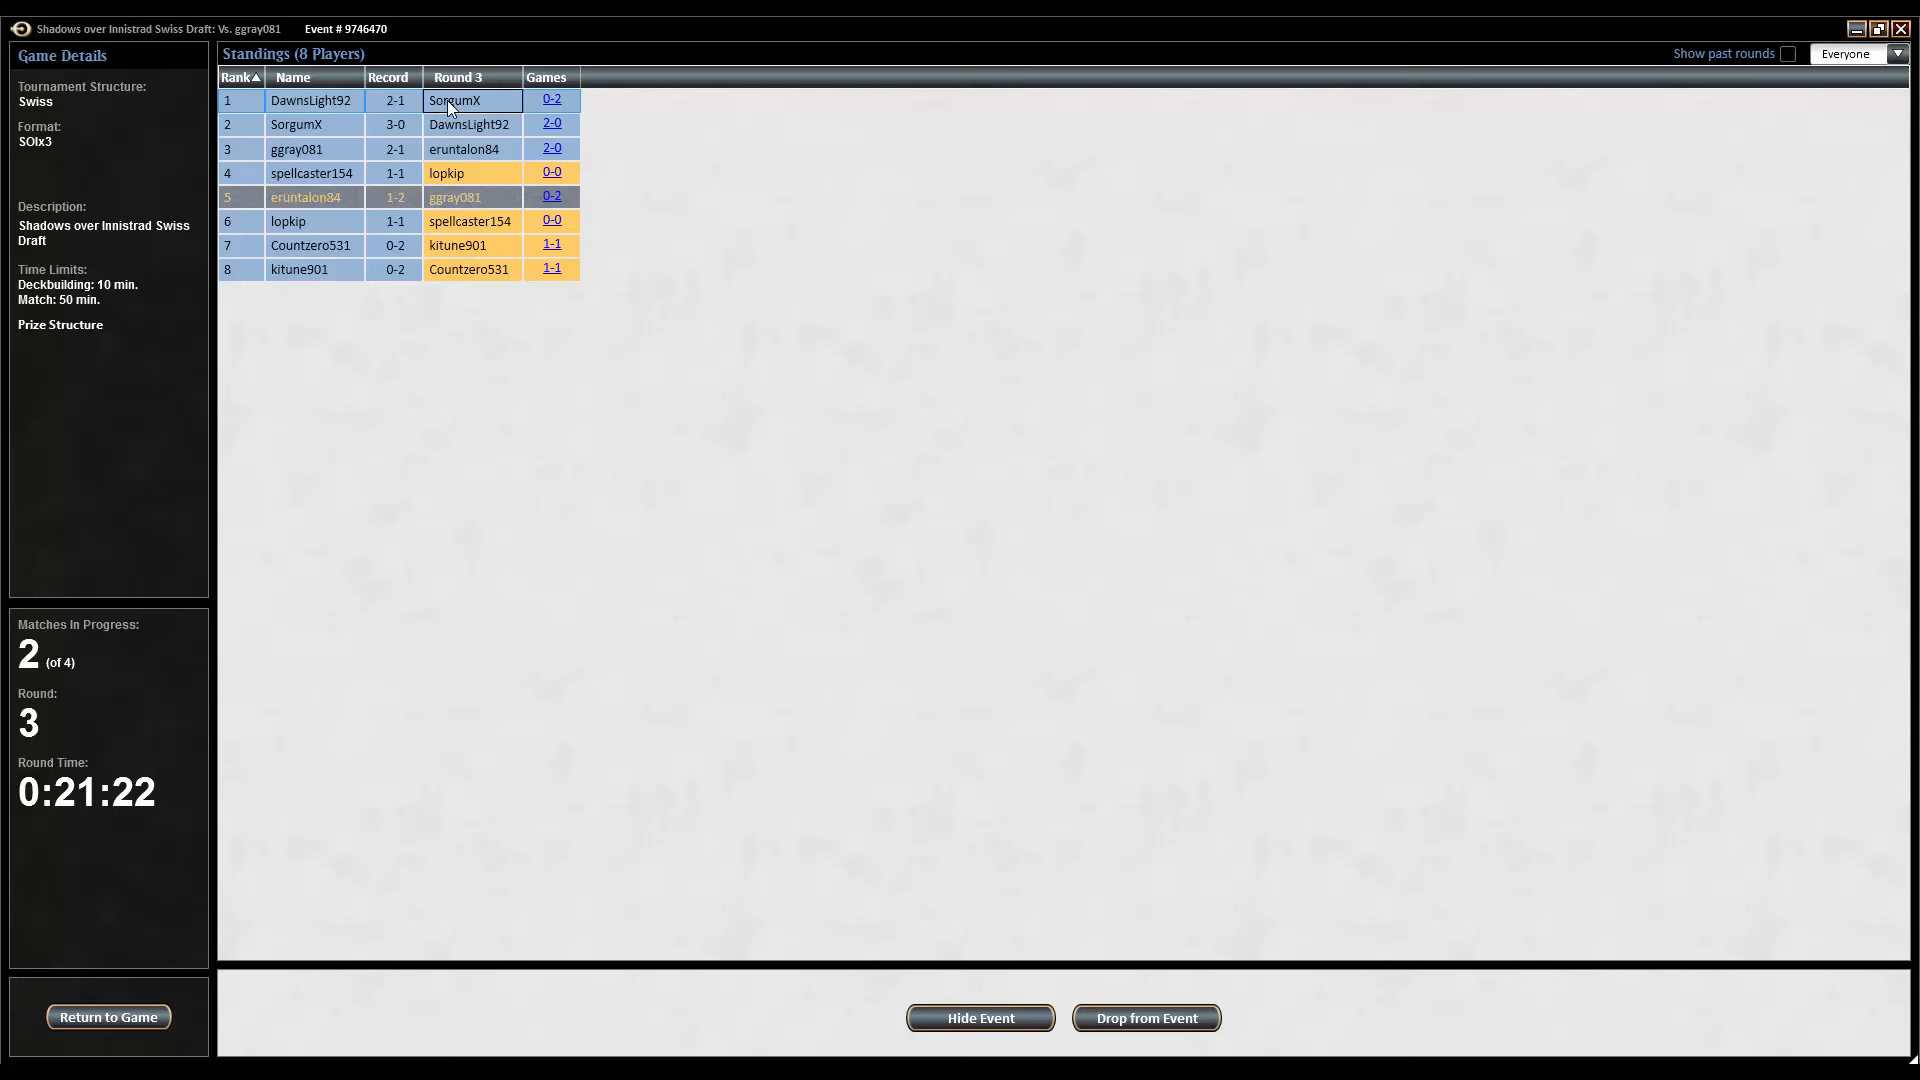 Shadows over Innistrad Swiss Draft: Vs. ggray081 Event # 9746470
Game Details
Tournament Structure:
Swiss
Format:
SOIx3
Description:
Shadows over Innistrad Swiss
Draft
Time Limits:
Deckbuilding: 10 min.
Match: 50 min.
Prize Structure
Matches In Progress:
2 (of 4)
Round:
3
Round Time:
0:21:22
Return to Game
Standings (8 Players) Show past rounds Everyone
Rank Name Record Round 3 Games
1 DawnsLight92 2-1 SorgumX 0-2
2 SorgumX 3-0 DawnsLight92 2-0
3 ggray081 2-1 eruntalon84 2-0
4 spellcaster154 1-1 lopkip 0-0
5 eruntalon84 1-2 ggray081 0-2
6 lopkip 1-1 spellcaster154 0-0
7 Countzero531 0-2 kitune901 1-1
8 kitune901 0-2 Countzero531 1-1
Hide Event Drop from Event